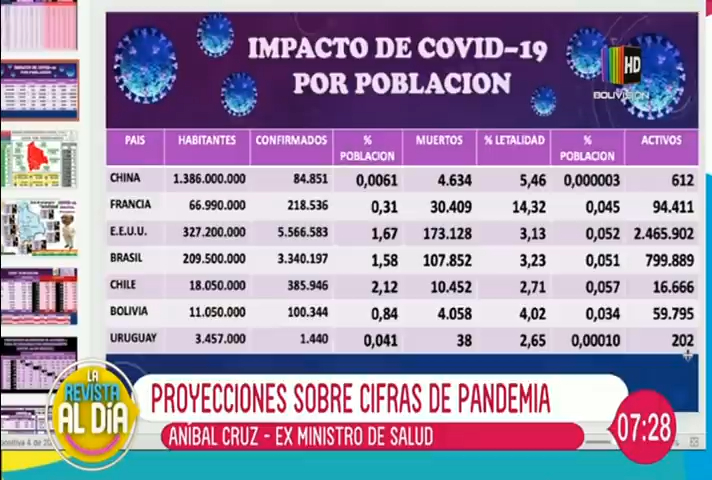 IMPACTO DE COVID-19
POR POBLACION
HD
BOLIVISIÓN
PAIS HABITANTES CONFIRMADOS % POBLACION MUERTOS % LETALIDAD % POBLACION ACTIVOS
CHINA 1.386.000.000 84.851 0,0061 4.634 5,46 0,000003 612
FRANCIA 66.990.000 218.536 0,31 30.409 14,32 0,045 94.411
E.E.U.U. 327.200.000 5.566.583 1,67 173.128 3,13 0,052 2.465.902
BRASIL 209.500.000 3.340.197 1,58 107.852 3,23 0,051 799.889
CHILE 18.050.000 385.946 2,12 10.452 2,71 0,057 16.666
BOLIVIA 11.050.000 100.344 0,84 4.058 4,02 0,034 59.795
URUGUAY 3.457.000 1.440 0,041 38 2,65 0,00010 202
LA
REVISTA
AL DÍA
PROYECCIONES SOBRE CIFRAS DE PANDEMIA
ANÍBAL CRUZ - EX MINISTRO DE SALUD
07:28